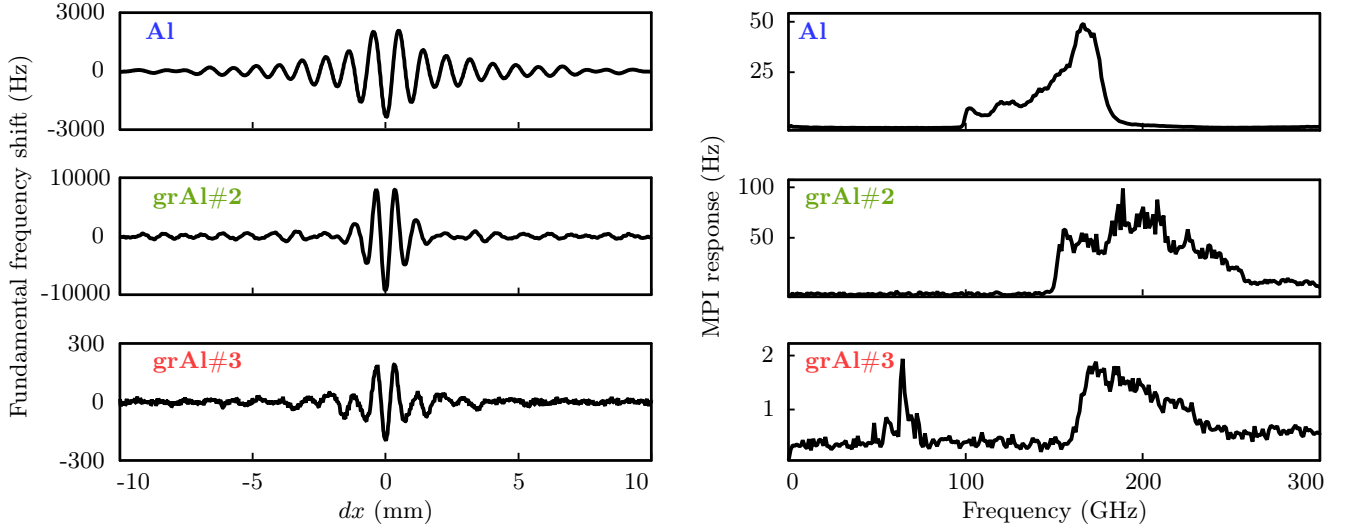 Fundamental frequency shift (Hz)
3000
0
-3000
Al
10000
0
-10000
grAl#2
300
0
-300
grAl#3
-10
-5
0
5
10
dx (mm)
MPI response (Hz)
50
25
Al
100
50
grAl#2
2
1
grAl#3
0
100
200
300
Frequency (GHz)